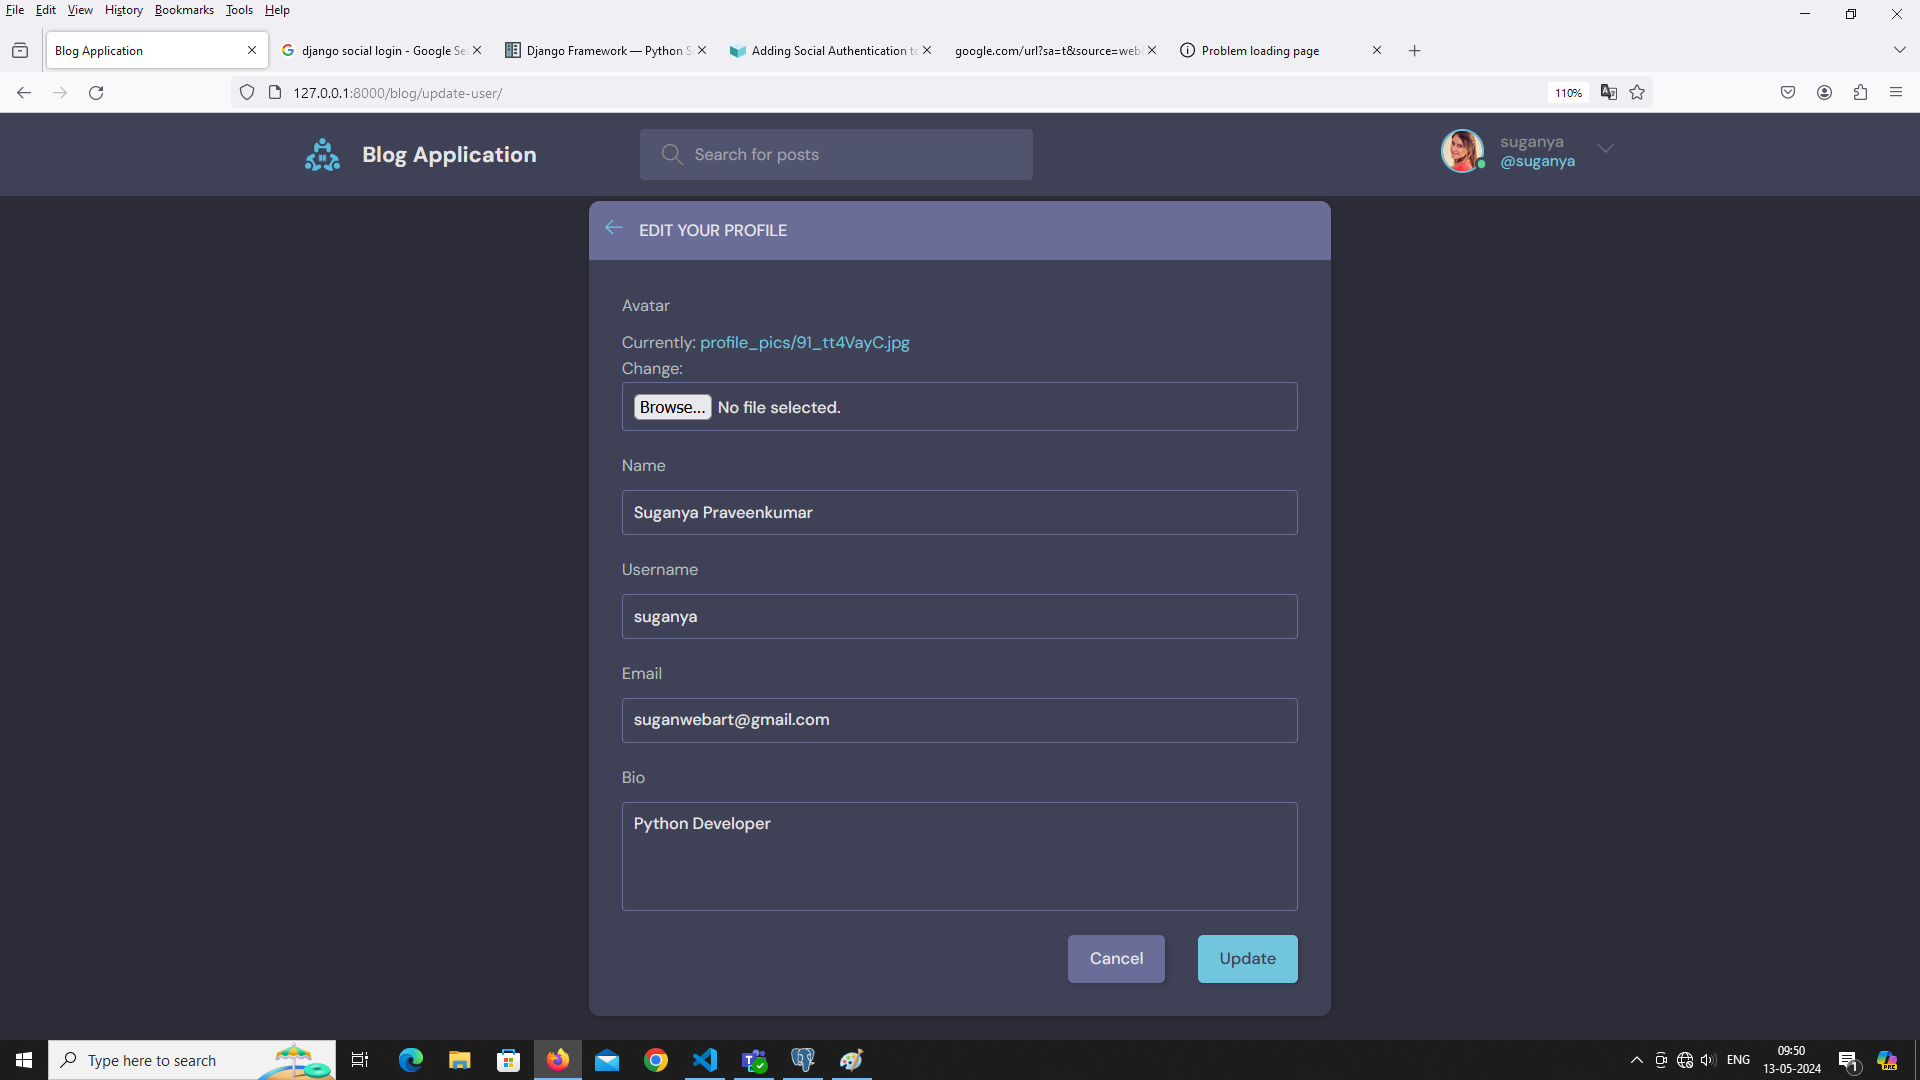 File Edit View History Bookmarks Tools Help
Blog Application
django social login - Google Se
Django Framework — Python S
Adding Social Authentication to
google.com/url?sa=t&source=web
Problem loading page
127.0.0.1:8000/blog/update-user/
110%
Blog Application
Search for posts
suganya
@suganya
EDIT YOUR PROFILE
Avatar
Currently: profile_pics/91_tt4VayC.jpg
Change:
Browse... No file selected.
Name
Suganya Praveenkumar
Username
suganya
Email
suganwebart@gmail.com
Bio
Python Developer
Cancel
Update
Type here to search
ENG
09:50
13-05-2024
1